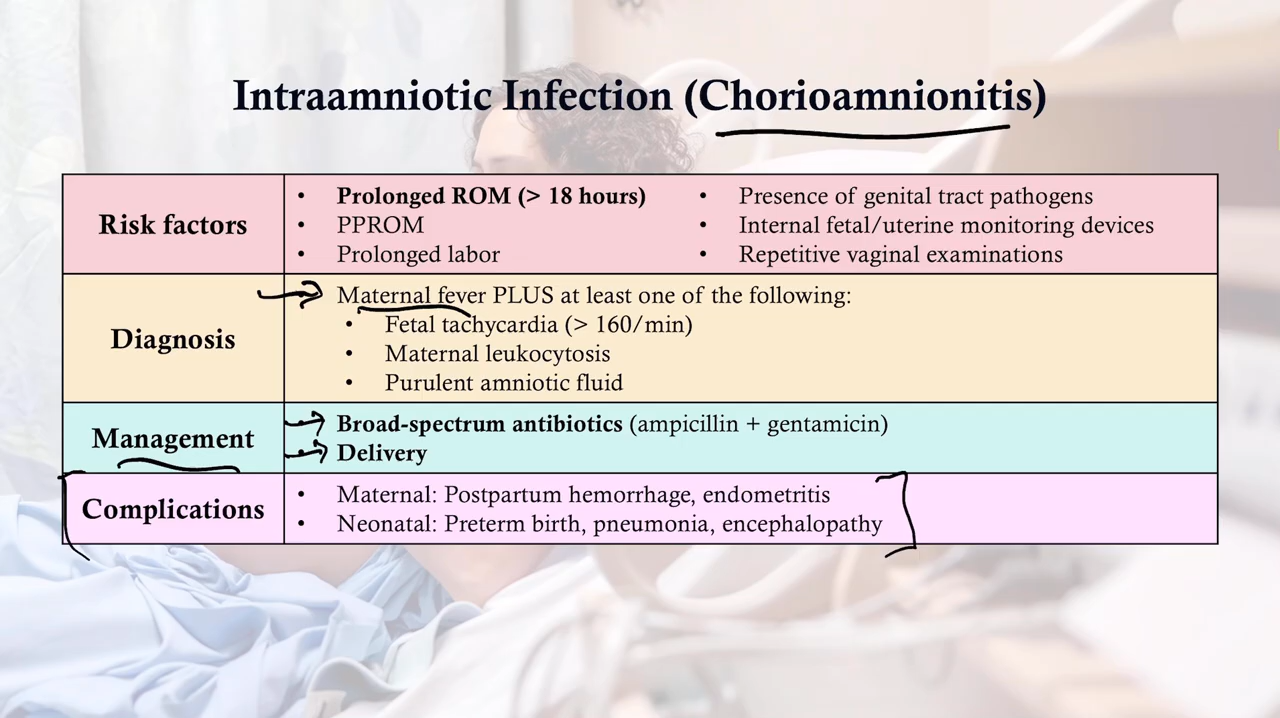 Intraamniotic Infection (Chorioamnionitis)
Risk factors
• Prolonged ROM (> 18 hours)
• PPROM
• Prolonged labor
• Presence of genital tract pathogens
• Internal fetal/uterine monitoring devices
• Repetitive vaginal examinations
Diagnosis
Maternal fever PLUS at least one of the following:
• Fetal tachycardia (> 160/min)
• Maternal leukocytosis
• Purulent amniotic fluid
Management
Broad-spectrum antibiotics (ampicillin + gentamicin)
Delivery
Complications
• Maternal: Postpartum hemorrhage, endometritis
• Neonatal: Preterm birth, pneumonia, encephalopathy